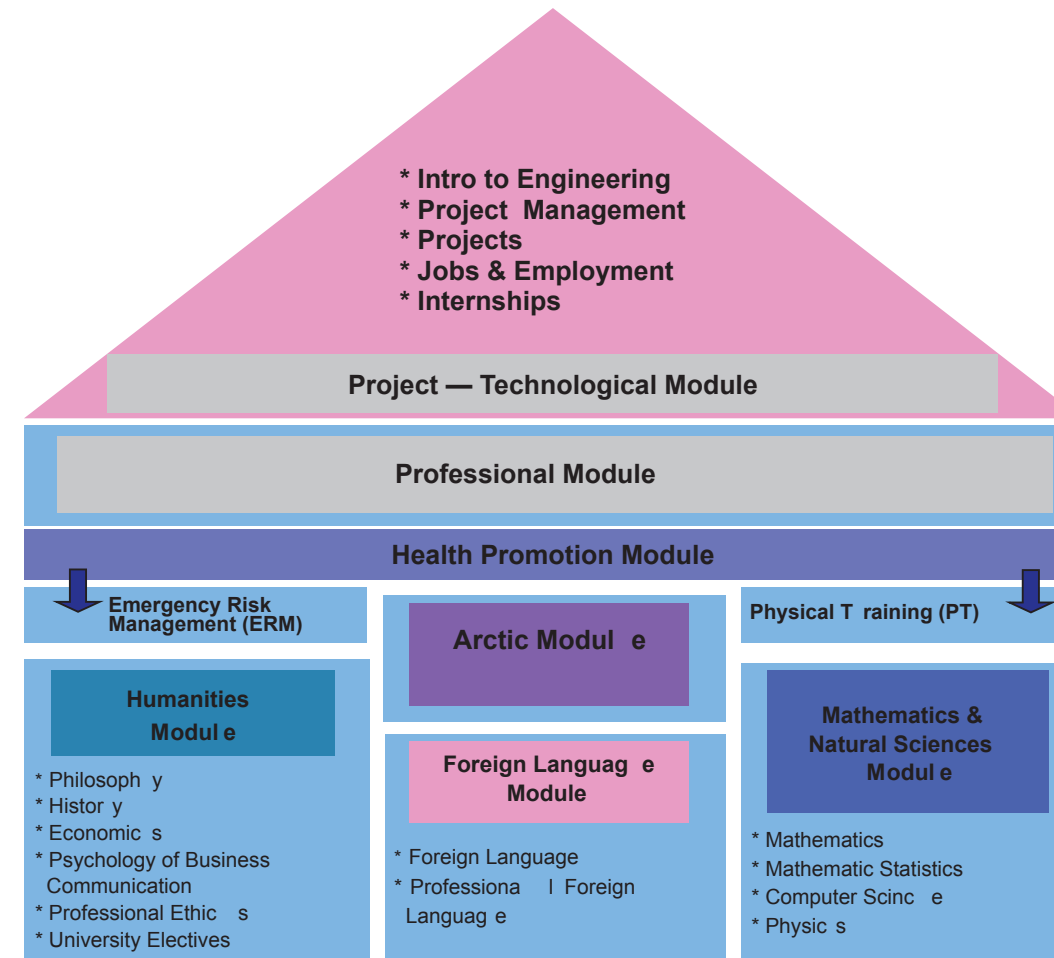 * Intro to Engineering
* Project Management
* Projects
* Jobs & Employment
* Internships
Project — Technological Module
Professional Module
Health Promotion Module
Emergency Risk
Management (ERM)
Arctic Modul e
Physical T raining (PT)
Humanities
Modul e
* Philosoph y
* Histor y
* Economic s
* Psychology of Business
Communication
* Professional Ethic s
* University Electives
Foreign Languag e
Module
* Foreign Language
* Professiona l Foreign
Languag e
Mathematics &
Natural Sciences
Modul e
* Mathematics
* Mathematic Statistics
* Computer Scinc e
* Physic s